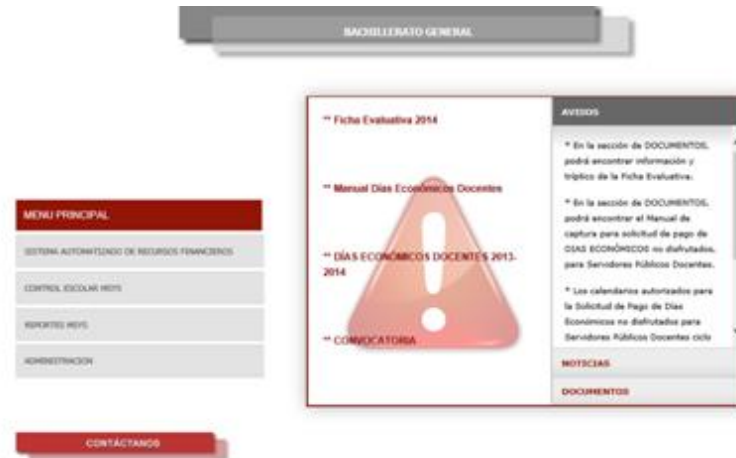 BACHILLERATO GENERAL
MENU PRINCIPAL
SISTEMA AUTOMATIZADO DE RECURSOS FINANCIEROS
CONTROL ESCOLAR
REPORTES
ADMINISTRACION
CONTÁCTANOS
** Ficha Evaluativa 2014
** Manual Días Económicos Docentes
** DÍAS ECONÓMICOS DOCENTES 2013-
2014
** CONVOCATORIA
AVISOS
* En la sección de DOCUMENTOS,
podrá encontrar información y
tríptico de la Ficha Evaluativa.
* En la sección de DOCUMENTOS,
podrá encontrar el Manual de
captura para solicitud de pago de
DIAS ECONÓMICOS no disfrutados,
para Servidores Públicos Docentes.
* Los calendarios autorizados para
la Solicitud de Pago de Días
Económicos no disfrutados para
Servidores Públicos Docentes ciclo
NOTICIAS
DOCUMENTOS